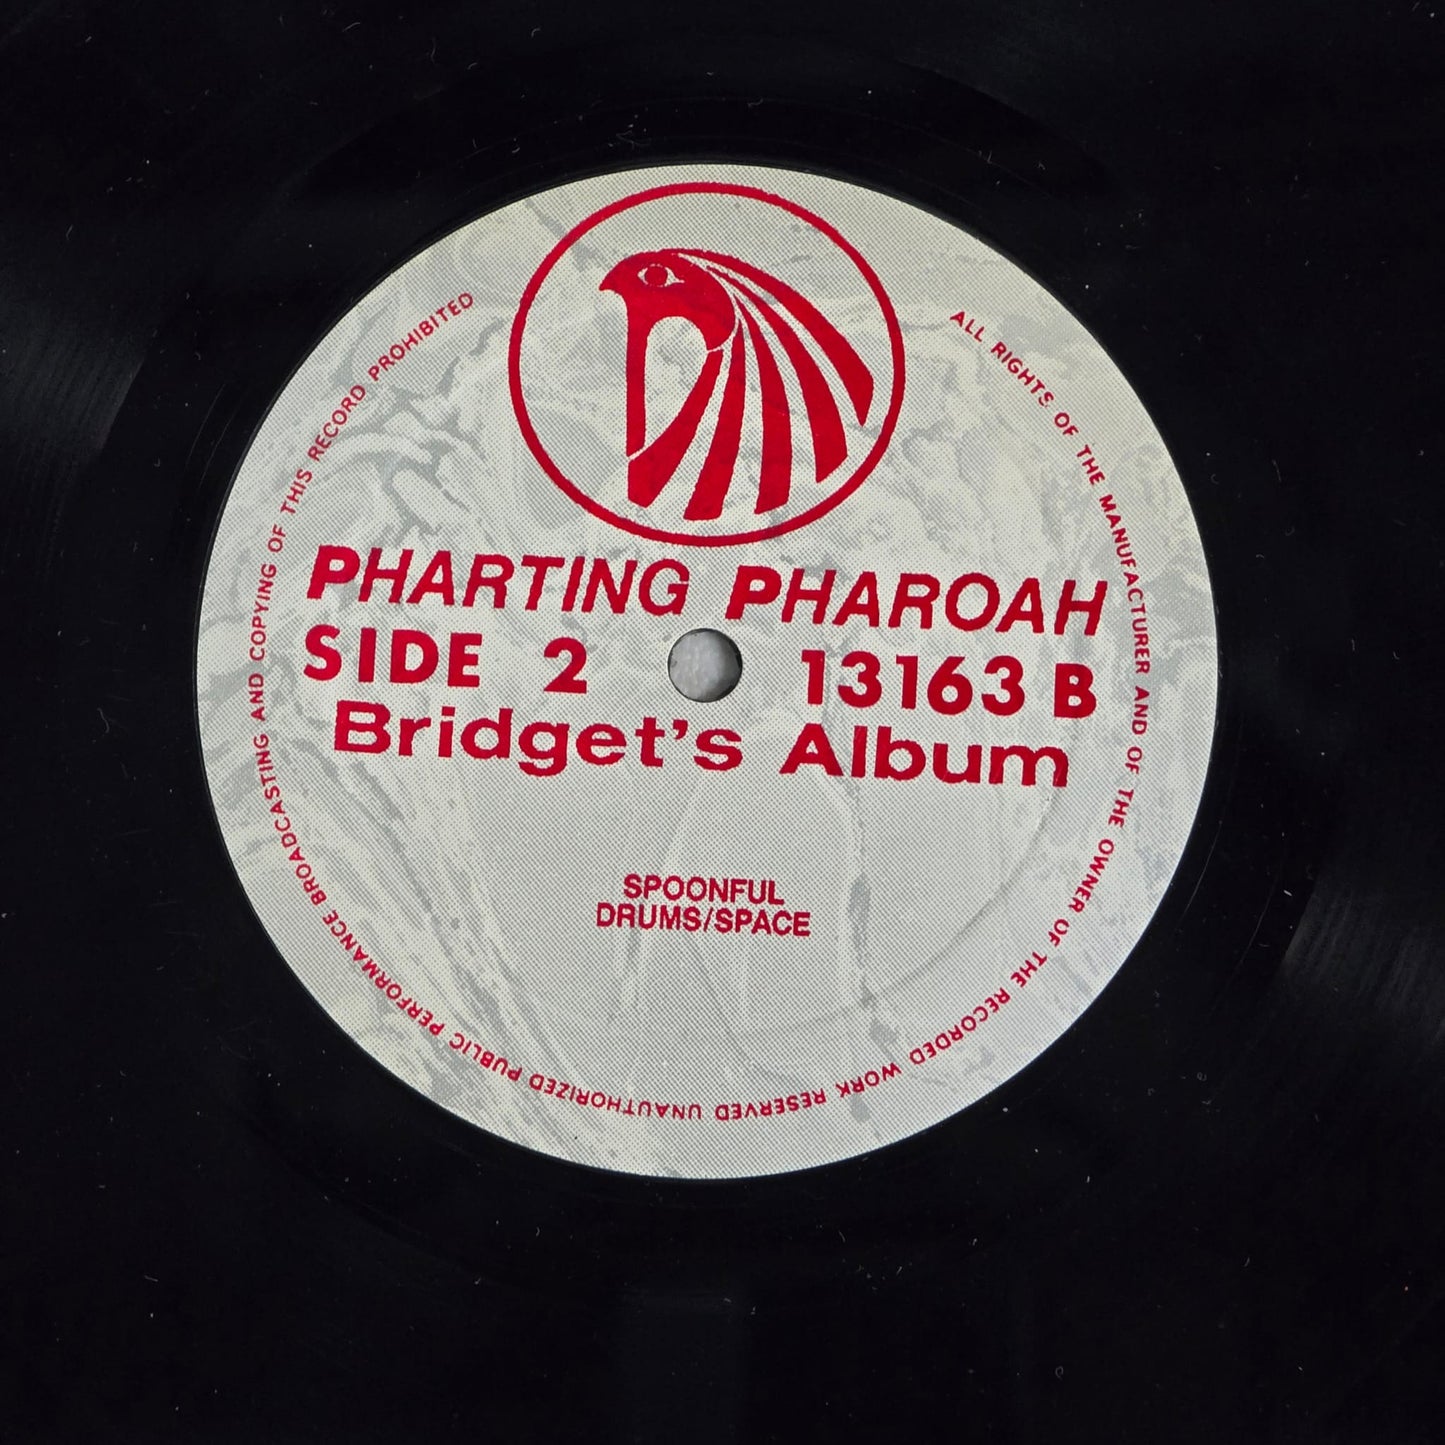 PHARTING PHAROAH
SIDE 2 13163 B
Bridget's Album
SPOONFUL
DRUMS/SPACE
ALL RIGHTS OF THE MANUFACTURER AND OF THE OWNER OF THE RECORDED WORK RESERVED UNAUTHORIZED PUBLIC PERFORMANCE BROADCASTING AND COPYING OF THIS RECORD PROHIBITED